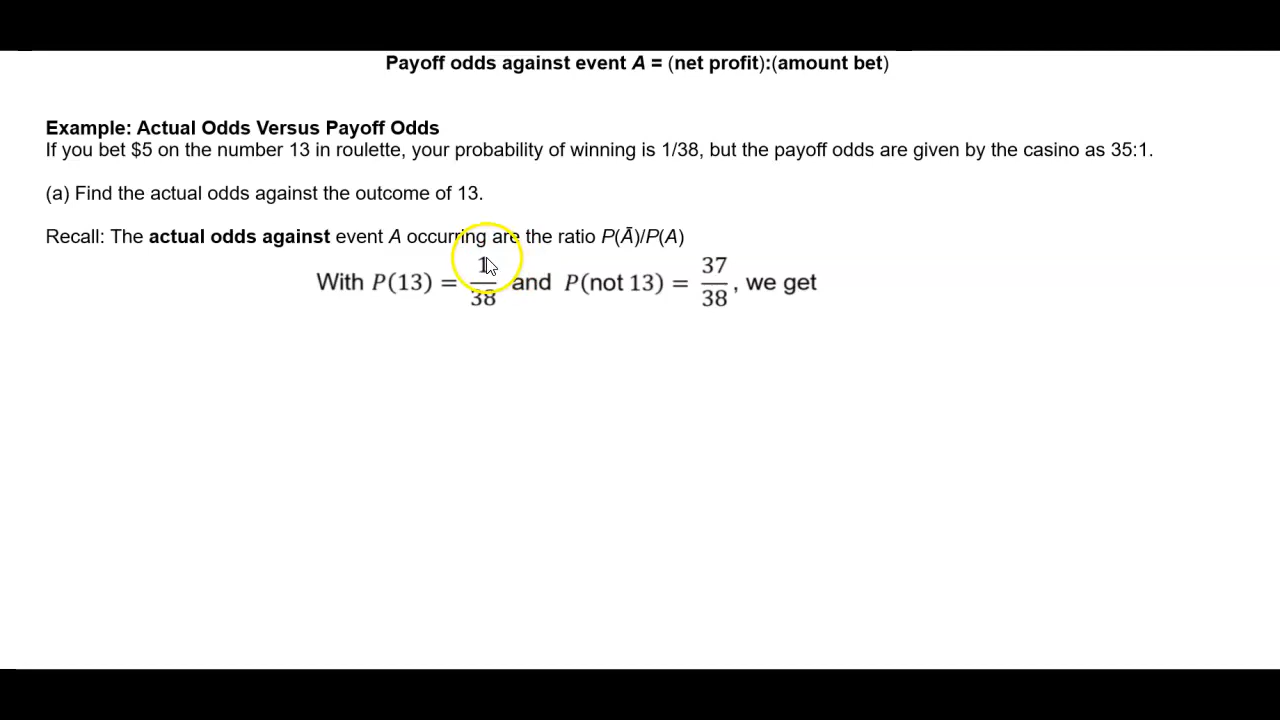 Payoff odds against event A = (net profit):(amount bet)
Example: Actual Odds Versus Payoff Odds
If you bet $5 on the number 13 in roulette, your probability of winning is 1/38, but the payoff odds are given by the casino as 35:1.
(a) Find the actual odds against the outcome of 13.
Recall: The actual odds against event A occurring are the ratio P(Ā)/P(A)
With P(13) = 1/38 and P(not 13) = 37/38, we get